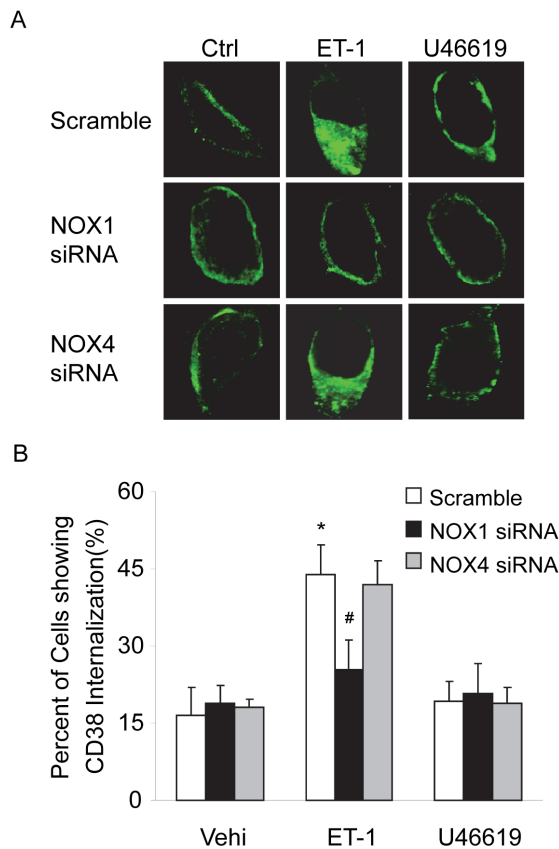 A
Ctrl ET-1 U46619
Scramble
NOX1
siRNA
NOX4
siRNA
B
Percent of Cells showing
CD38 Internalization(%)
60
45
30
15
0
*
#
Scramble
NOX1 siRNA
NOX4 siRNA
Vehi ET-1 U46619